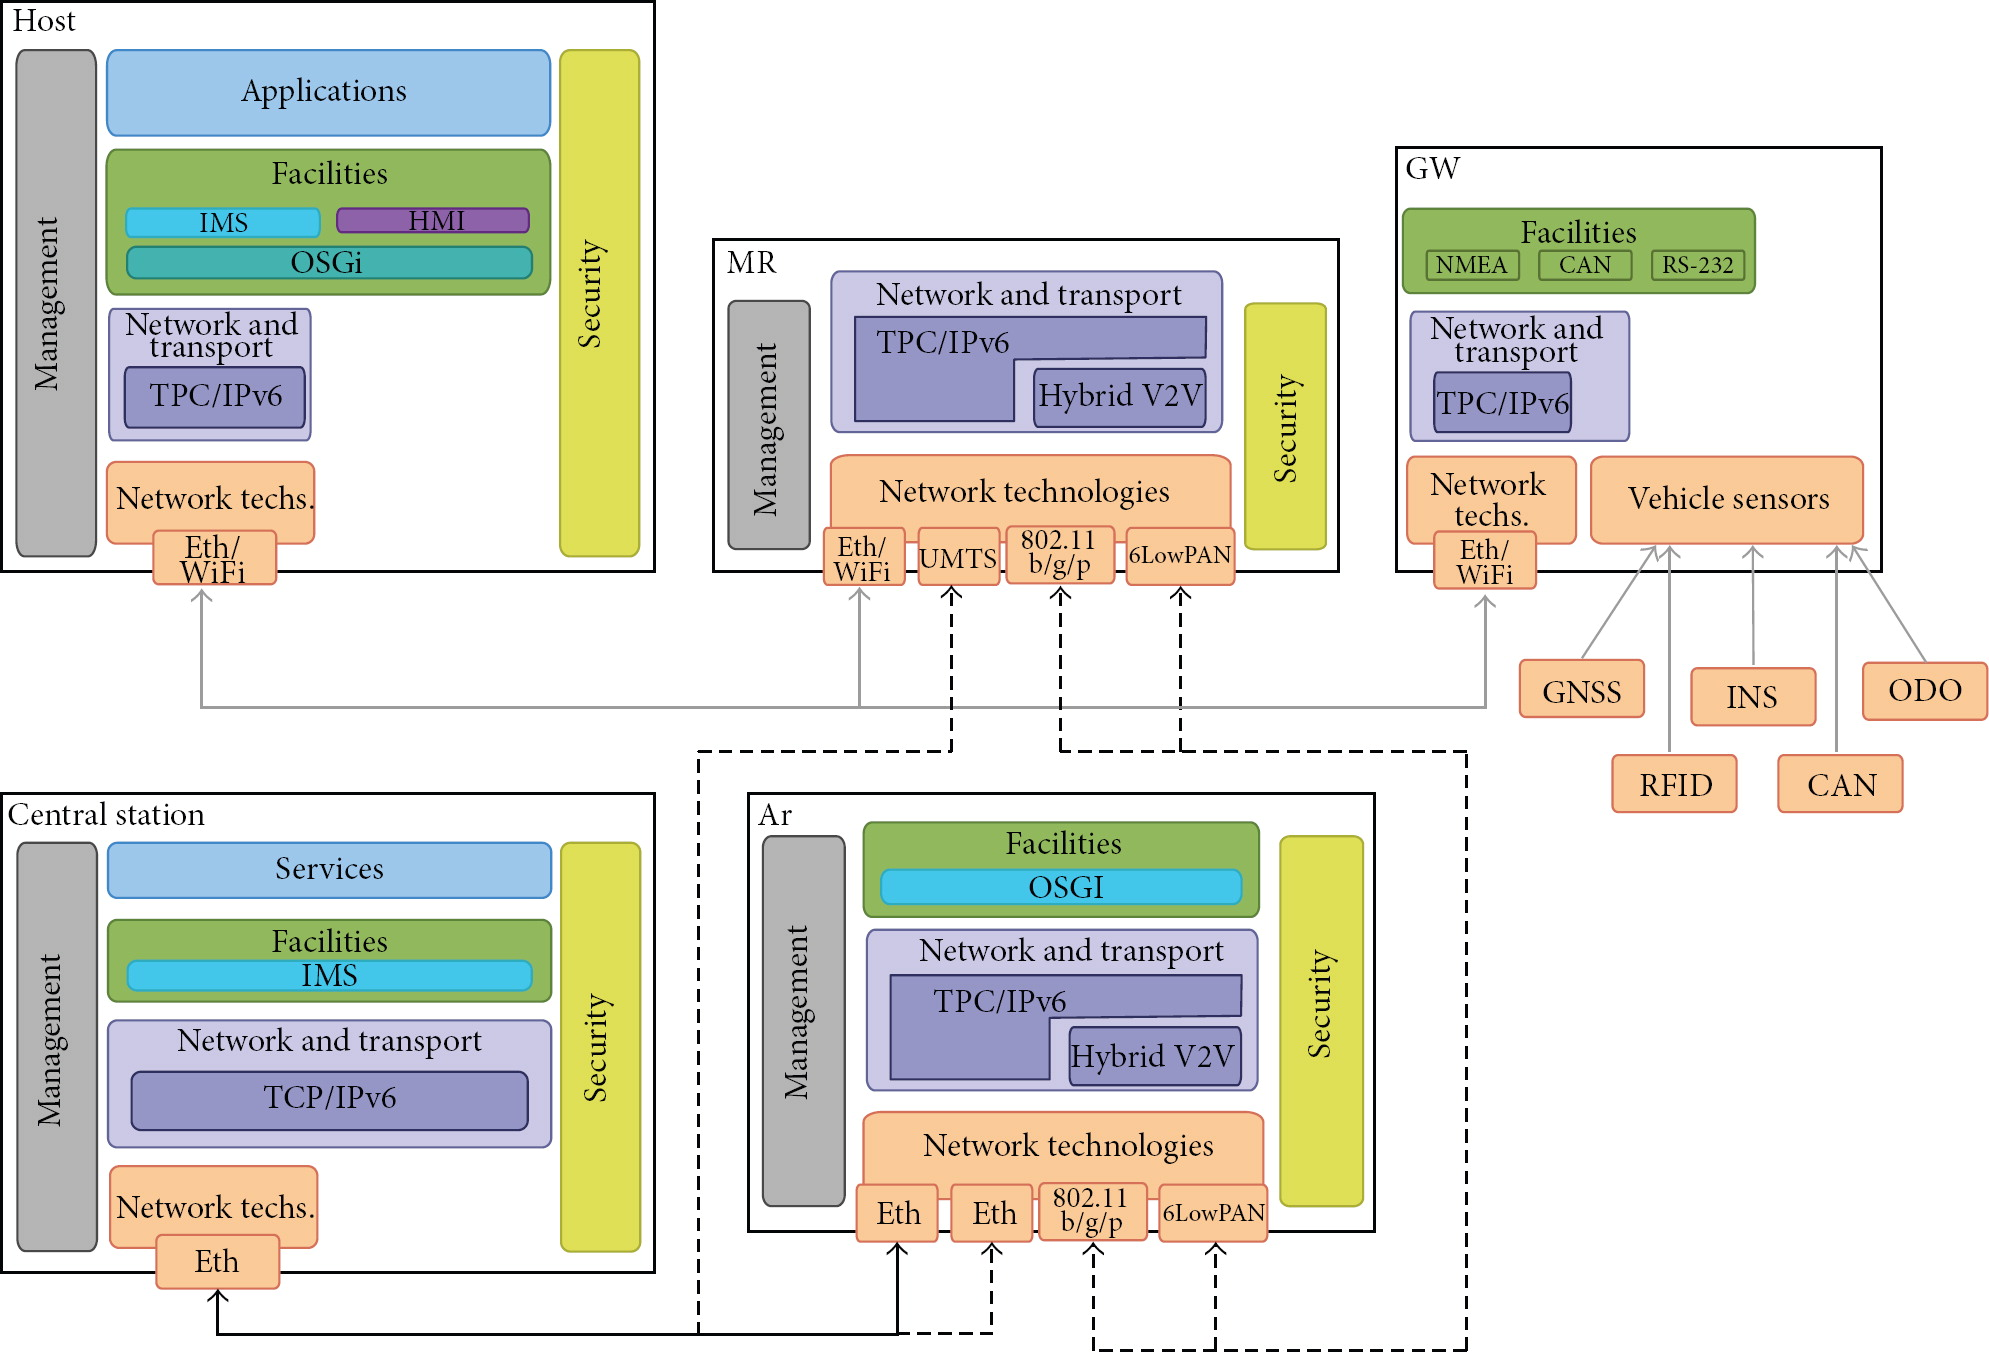 Host
Management
Applications
Facilities
IMS
HMI
OSGi
Network and
transport
TPC/IPv6
Network techs.
Eth/
WiFi
Security
MR
Management
Network and transport
TPC/IPv6
Hybrid V2V
Network technologies
Eth/
WiFi
UMTS
802.11
b/g/p
6LowPAN
Security
GW
Facilities
NMEA
CAN
RS-232
Network and
transport
TPC/IPv6
Network
techs.
Eth/
WiFi
Vehicle sensors
GNSS
INS
ODO
RFID
CAN
Central station
Management
Services
Facilities
IMS
Network and transport
TCP/IPv6
Network techs.
Eth
Security
Ar
Management
Facilities
OSGI
Network and transport
TPC/IPv6
Hybrid V2V
Network technologies
Eth
Eth
802.11
b/g/p
6LowPAN
Security